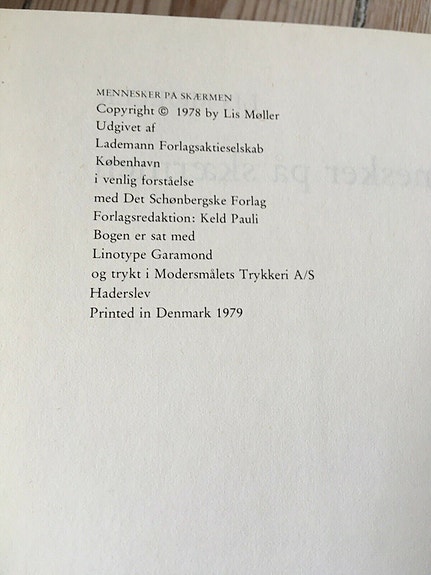 MENNESKER PÅ SKÆRMEN
Copyright © 1978 by Lis Møller
Udgivet af
Lademann Forlagsaktieselskab
København
i venlig forståelse
med Det Schønbergske Forlag
Forlagsredaktion: Keld Pauli
Bogen er sat med
Linotype Garamond
og trykt i Modersmålets Trykkeri A/S
Haderslev
Printed in Denmark 1979